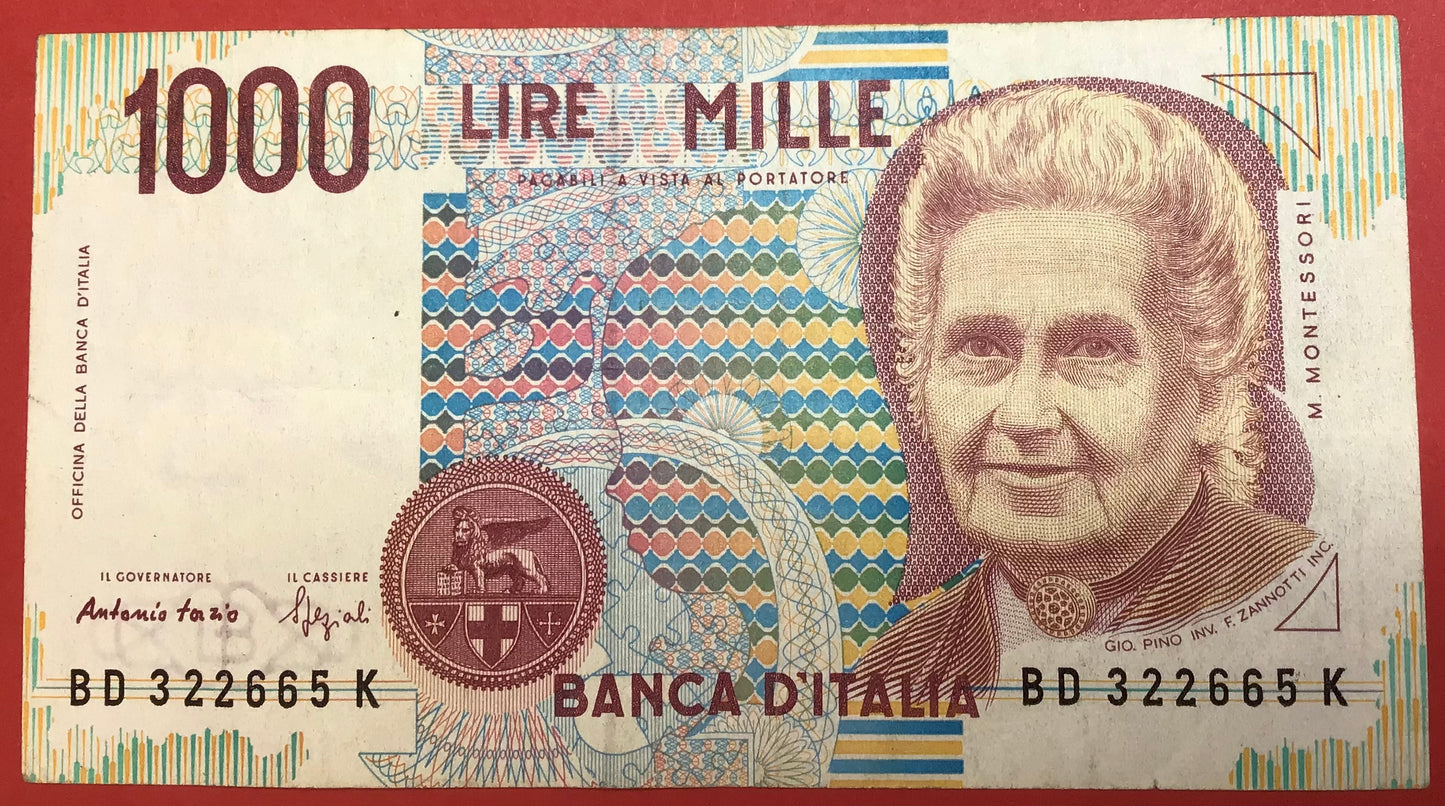 1000 LIRE MILLE
PAGABILI A VISTA AL PORTATORE
OFFICINA DELLA BANCA D'ITALIA
M. MONTESSORI
IL GOVERNATORE
IL CASSIERE
Antonio Fazio
Speziali
GIO. PINO INV. F. ZANNOTTI INC.
BD 322665 K
BD 322665 K
BANCA D'ITALIA